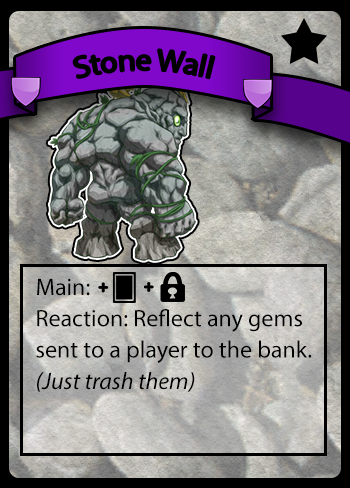 Stone Wall
Main: + +
Reaction: Reflect any gems
sent to a player to the bank.
(Just trash them)